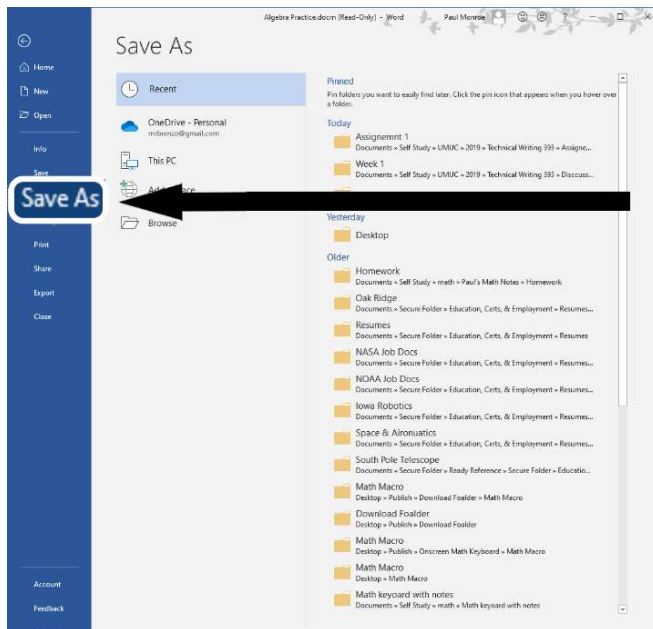 Algebra Practice.docm [Read-Only] - Word
Paul Monroe
?
Save As
Home
New
Open
Info
Save
Save As
Print
Share
Export
Close
Account
Feedback
Recent
OneDrive - Personal
mrbrenzo@gmail.com
This PC
Browse
Pinned
Pin folders you want to easily find later. Click the pin icon that appears when you hover over
a folder.
Today
Assignemnt 1
Documents » Self Study » UMUC » 2019 » Technical Writing 393 » Assigne...
Week 1
Documents » Self Study » UMUC » 2019 » Technical Writing 393 » Disccuss...
Yesterday
Desktop
Older
Homework
Documents » Self Study » math » Paul's Math Notes » Homework
Oak Ridge
Documents » Secure Folder » Education, Certs, & Employment » Resumes...
Resumes
Documents » Secure Folder » Education, Certs, & Employment » Resumes
NASA Job Docs
Documents » Secure Folder » Education, Certs, & Employment » Resumes...
NOAA Job Docs
Documents » Secure Folder » Education, Certs, & Employment » Resumes...
Iowa Robotics
Documents » Secure Folder » Education, Certs, & Employment » Resumes...
Space & Aironuatics
Documents » Secure Folder » Education, Certs, & Employment » Resumes...
South Pole Telescope
Documents » Secure Folder » Ready Reference » Secure Folder » Educatio...
Math Macro
Desktop » Publish » Download Foalder » Math Macro
Download Foalder
Desktop » Publish » Download Foalder
Math Macro
Desktop » Publish » Onscreen Math Keyboard » Math Macro
Math Macro
Desktop » Math Macro
Math keyoard with notes
Documents » Self Study » math » Math keyoard with notes